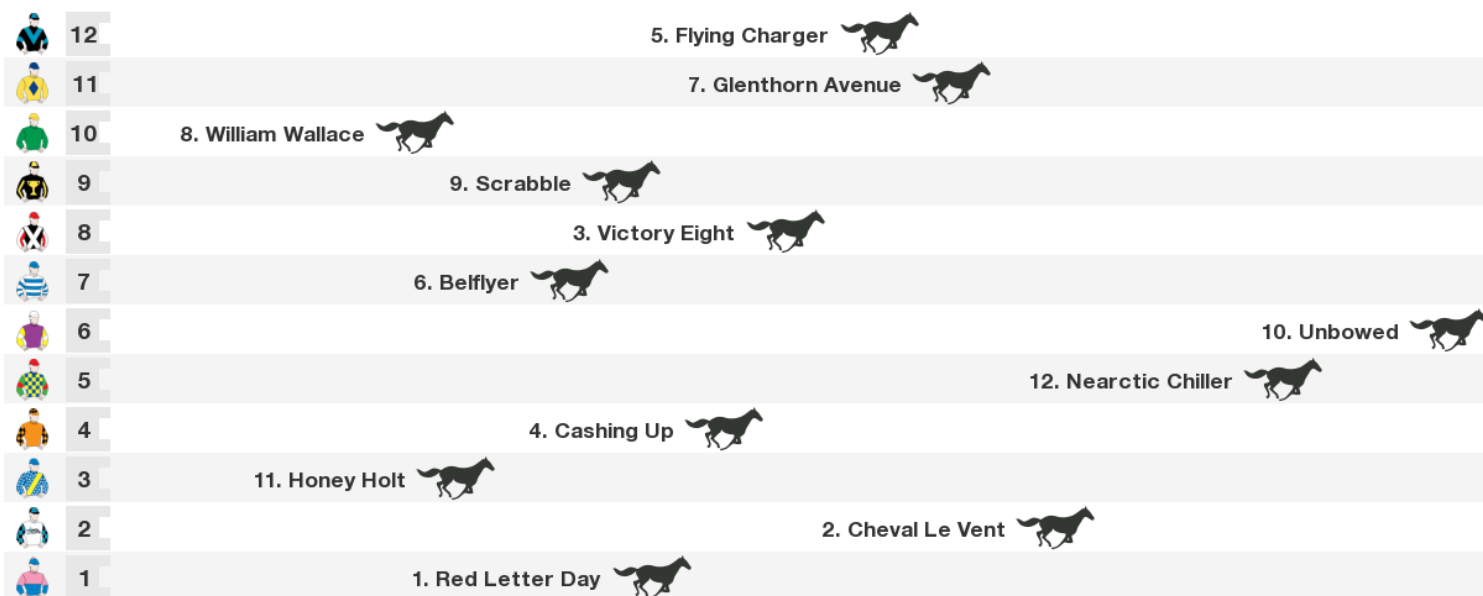 12 5. Flying Charger
11 7. Glenthorn Avenue
10 8. William Wallace
9 9. Scrabble
8 3. Victory Eight
7 6. Belflyer
6 10. Unbowed
5 12. Nearctic Chiller
4 4. Cashing Up
3 11. Honey Holt
2 2. Cheval Le Vent
1 1. Red Letter Day